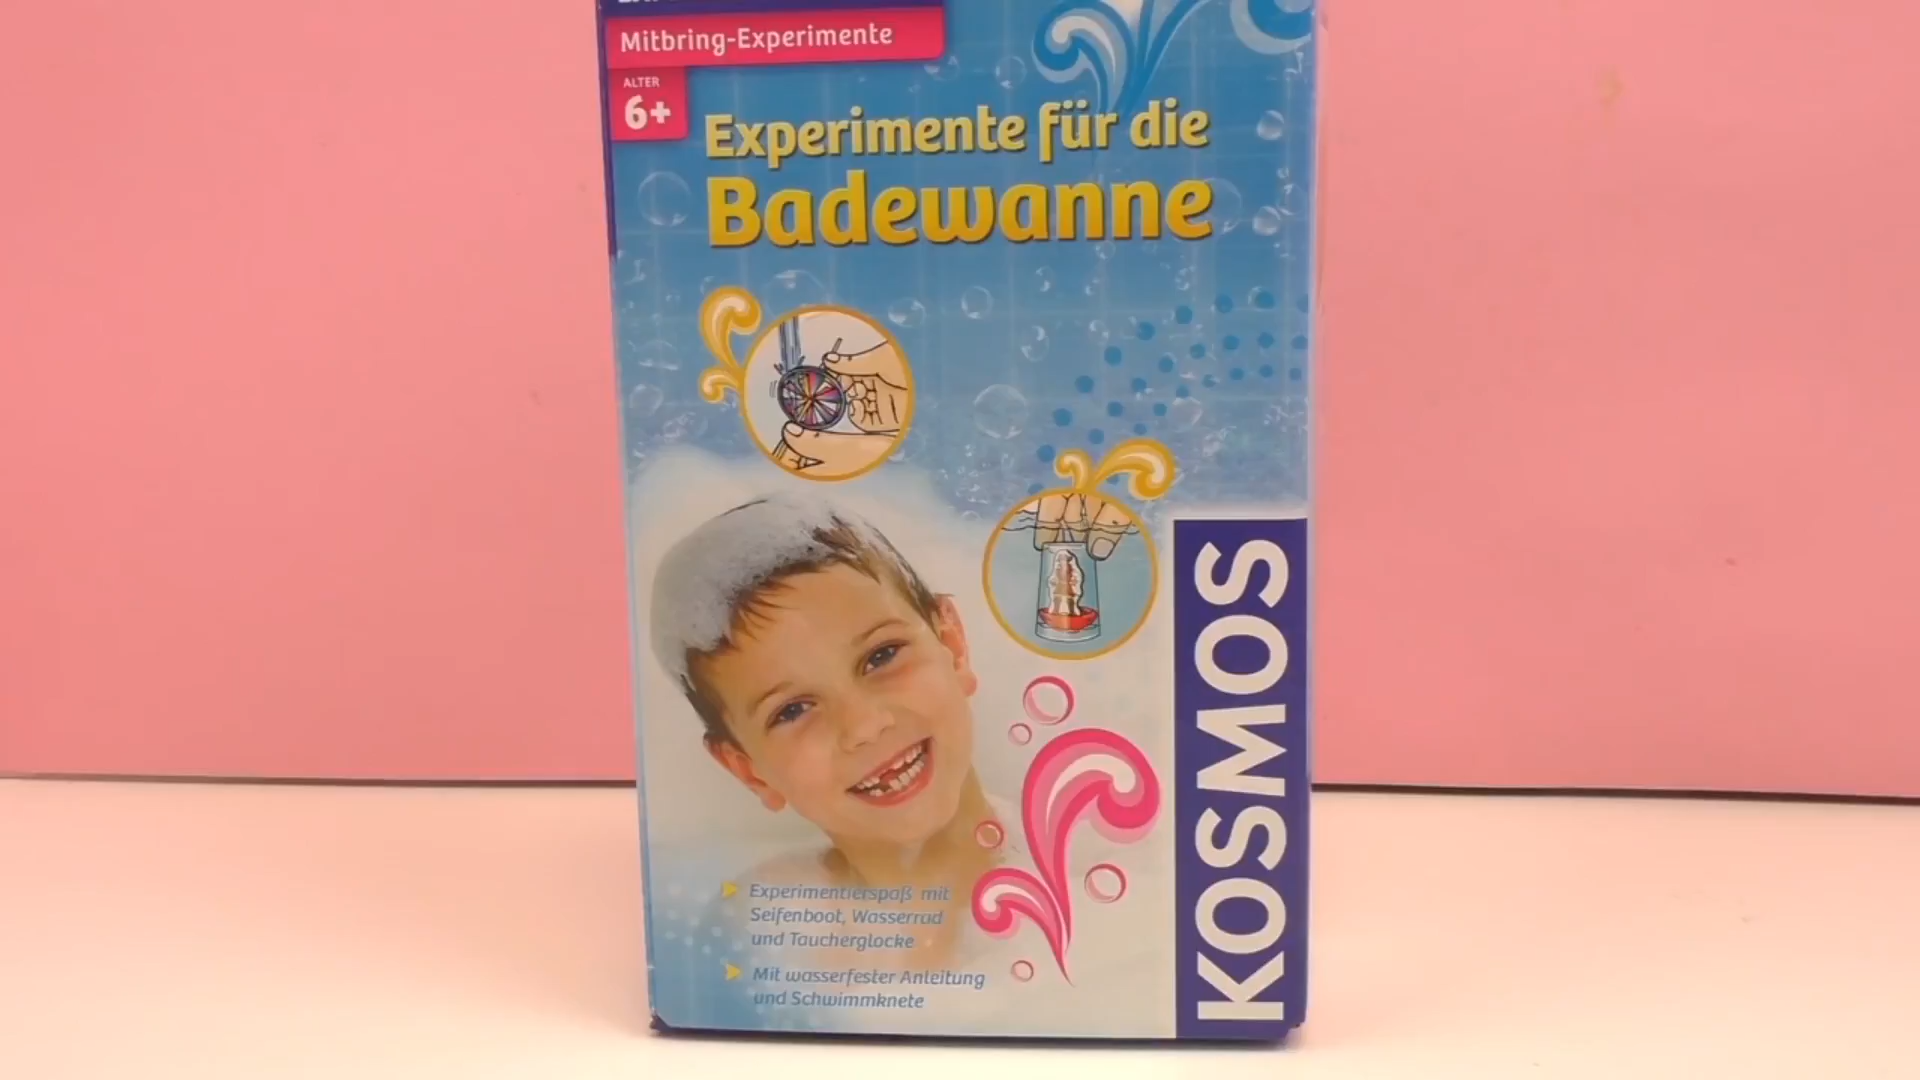 Mitbring-Experimente
ALTER
6+
Experimente für die
Badewanne
Experimentierspaß mit
Seifenboot, Wasserrad
und Taucherglocke
Mit wasserfester Anleitung
und Schwimmknete
KOSMOS